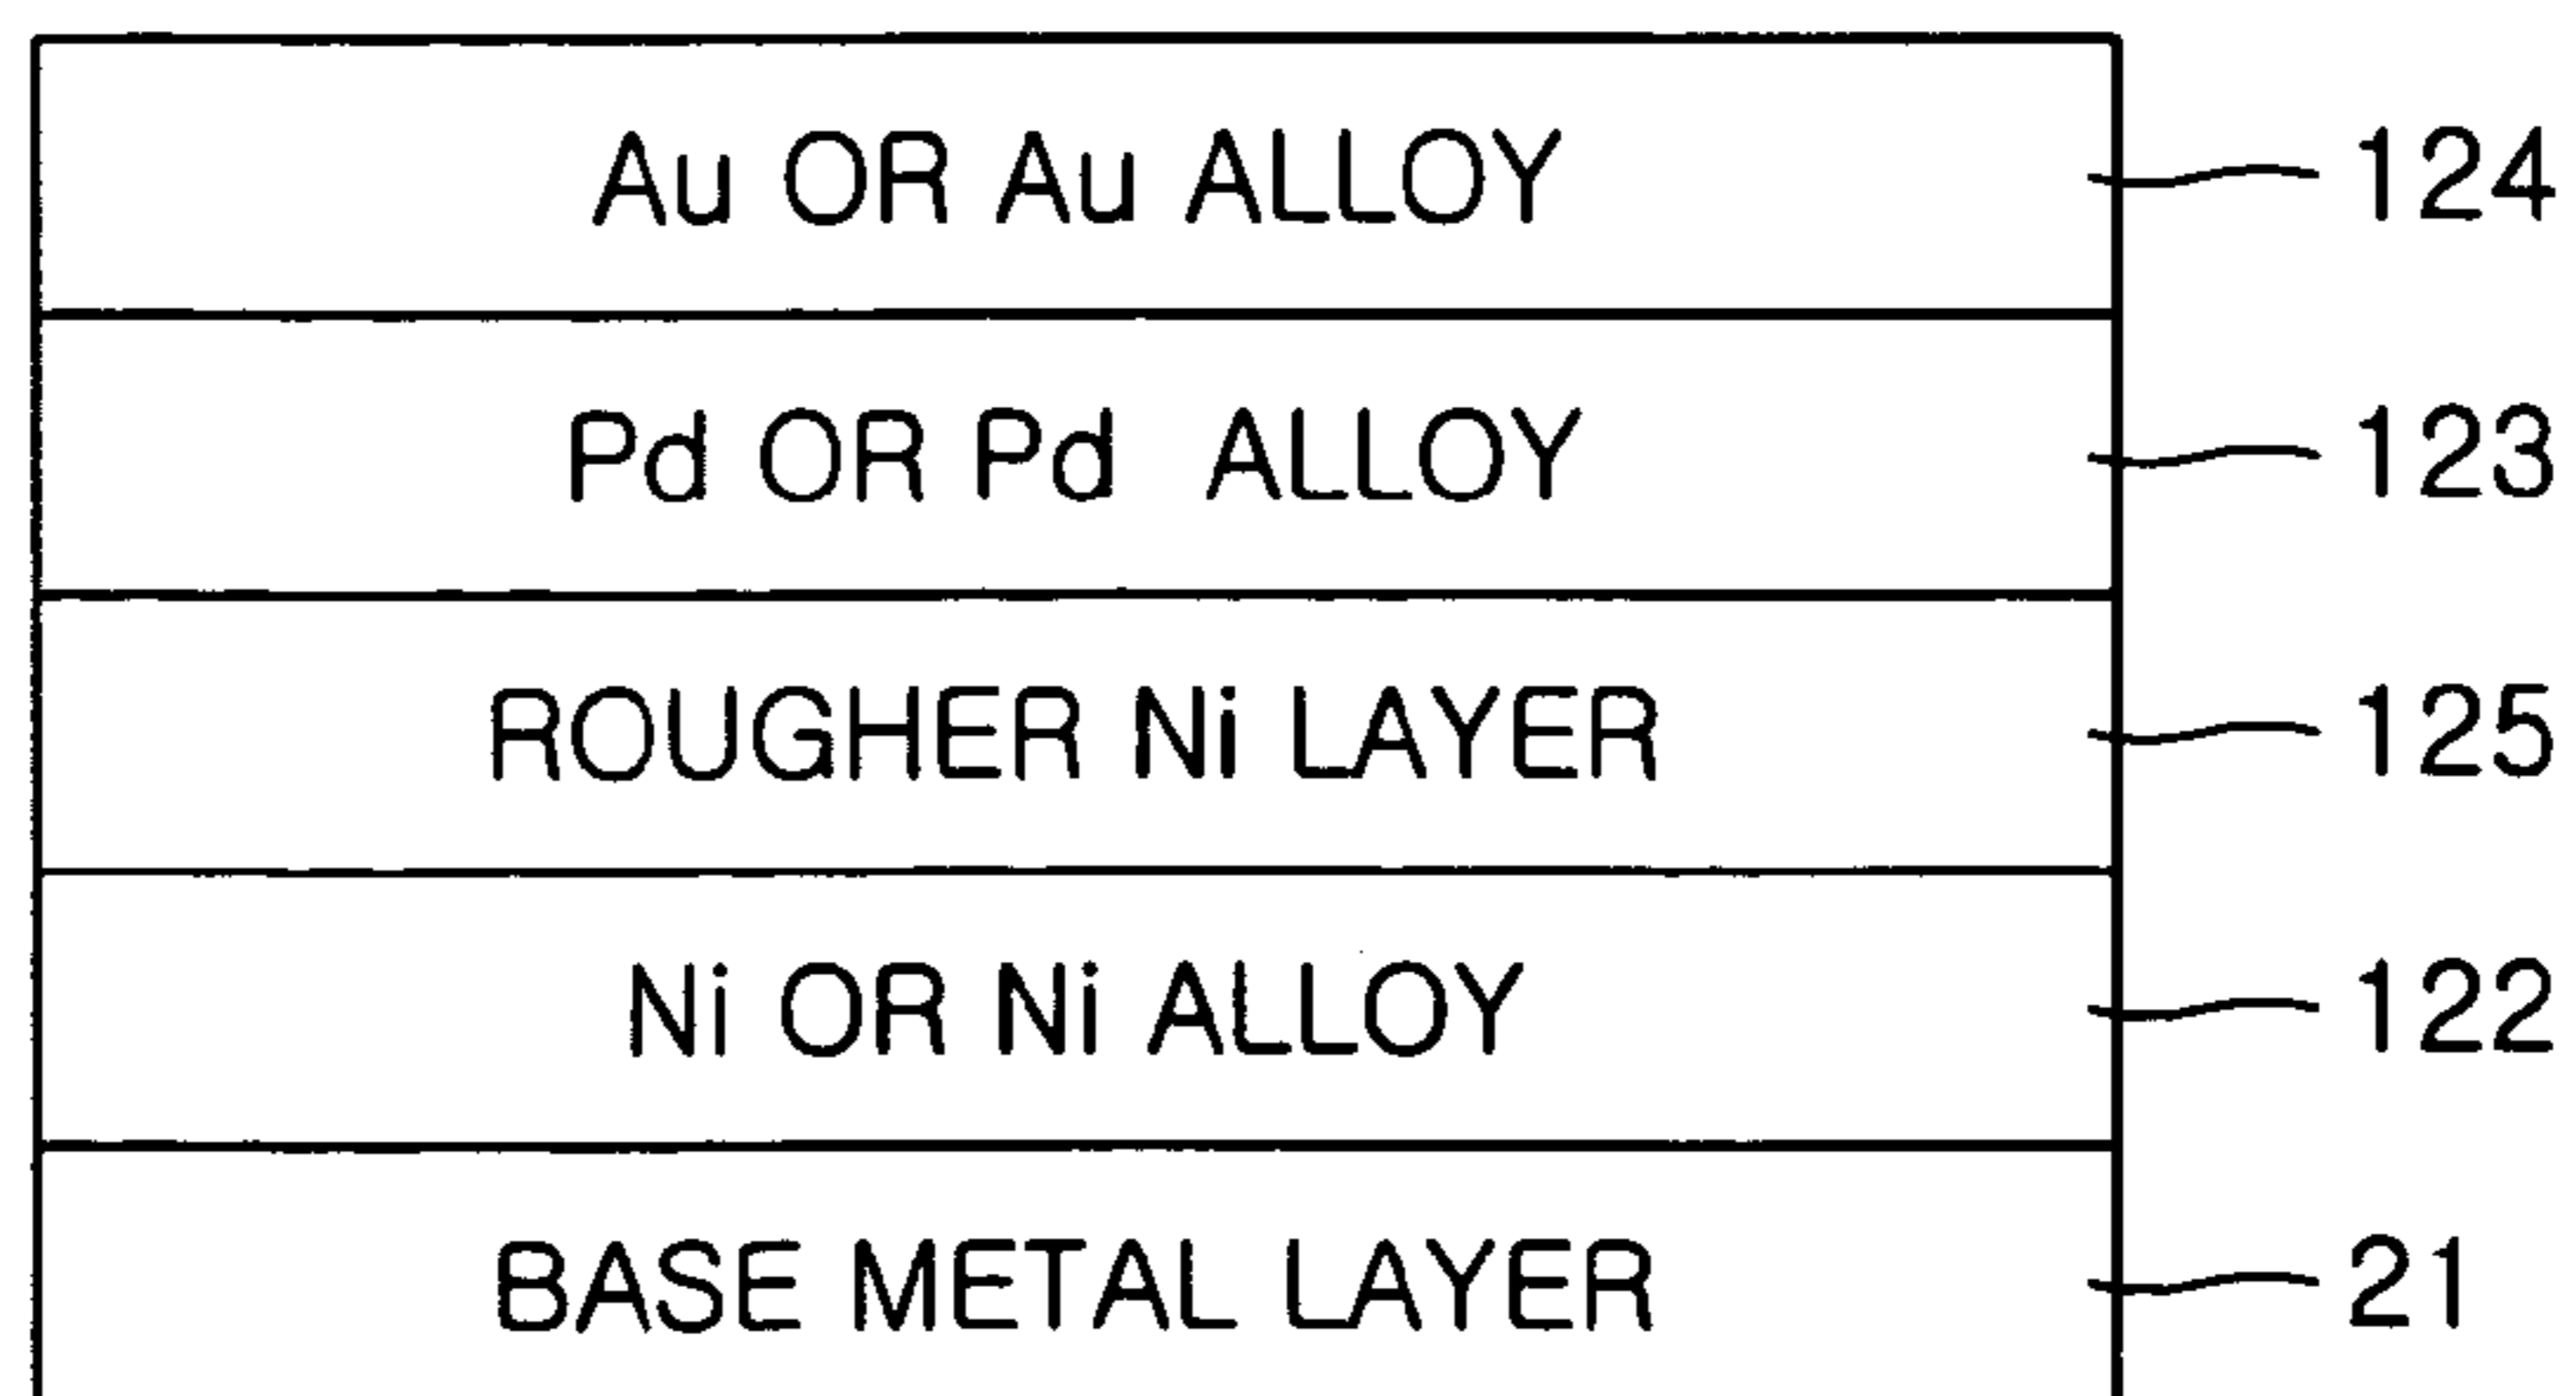 Au OR Au ALLOY 124
Pd OR Pd ALLOY 123
ROUGHER Ni LAYER 125
Ni OR Ni ALLOY 122
BASE METAL LAYER 21